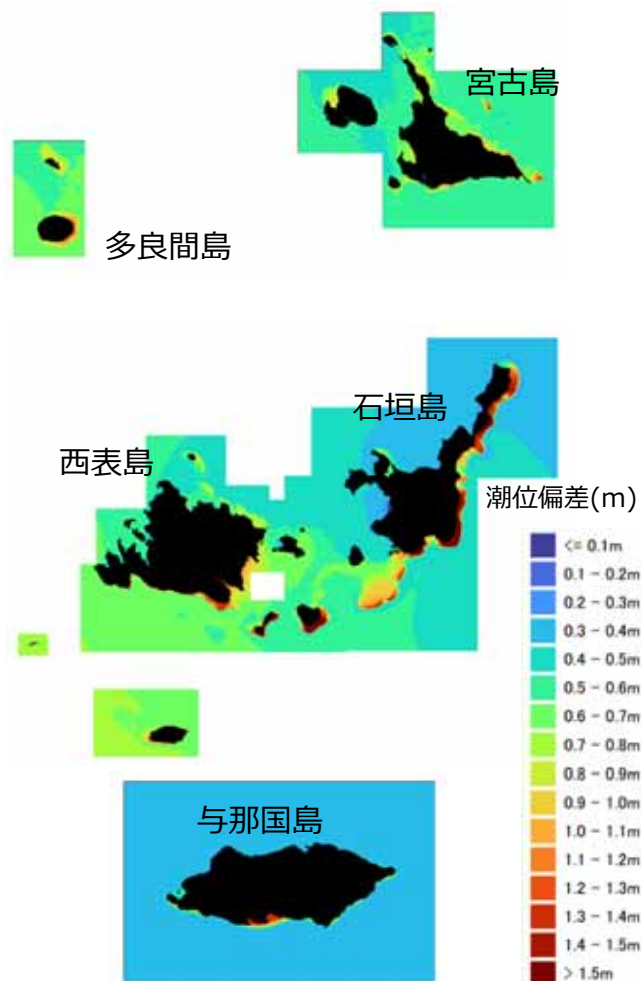 宮古島
多良間島
石垣島
西表島
潮位偏差(m)
<= 0.1m
0.1 - 0.2m
0.2 - 0.3m
0.3 - 0.4m
0.4 - 0.5m
0.5 - 0.6m
0.6 - 0.7m
0.7 - 0.8m
0.8 - 0.9m
0.9 - 1.0m
1.0 - 1.1m
1.1 - 1.2m
1.2 - 1.3m
1.3 - 1.4m
1.4 - 1.5m
> 1.5m
与那国島